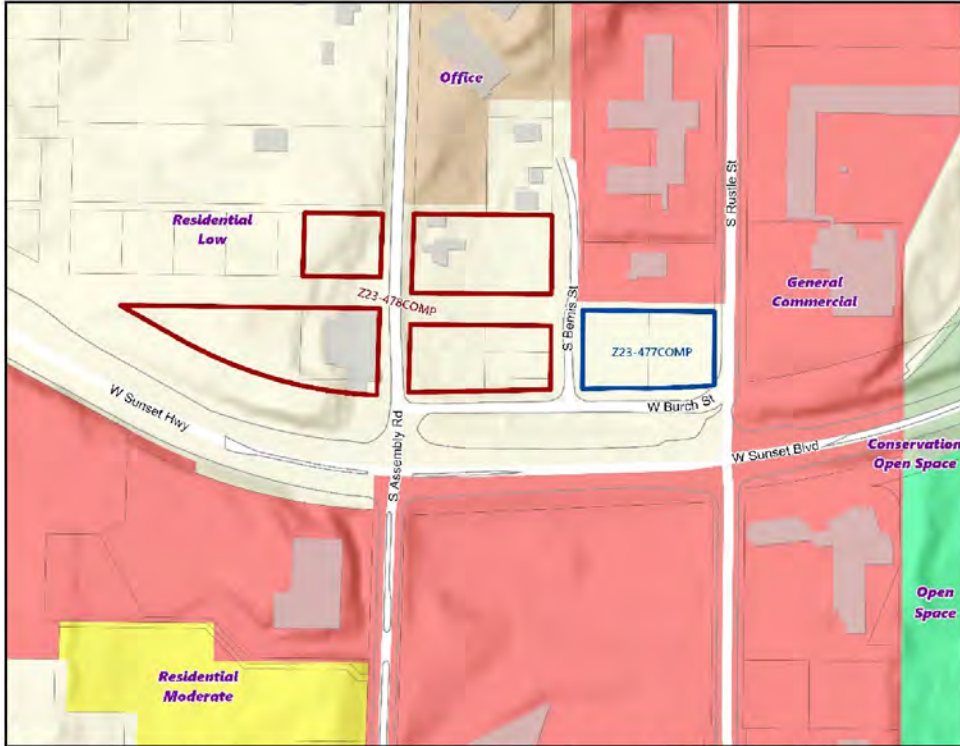 Office
S Rustle St
Residential
Low
General
Commercial
Z23-478COMP
S Bemis St
Z23-477COMP
W Burch St
W Sunset Hwy
S Assembly Rd
W Sunset Blvd
Conservation
Open Space
Open
Space
Residential
Moderate